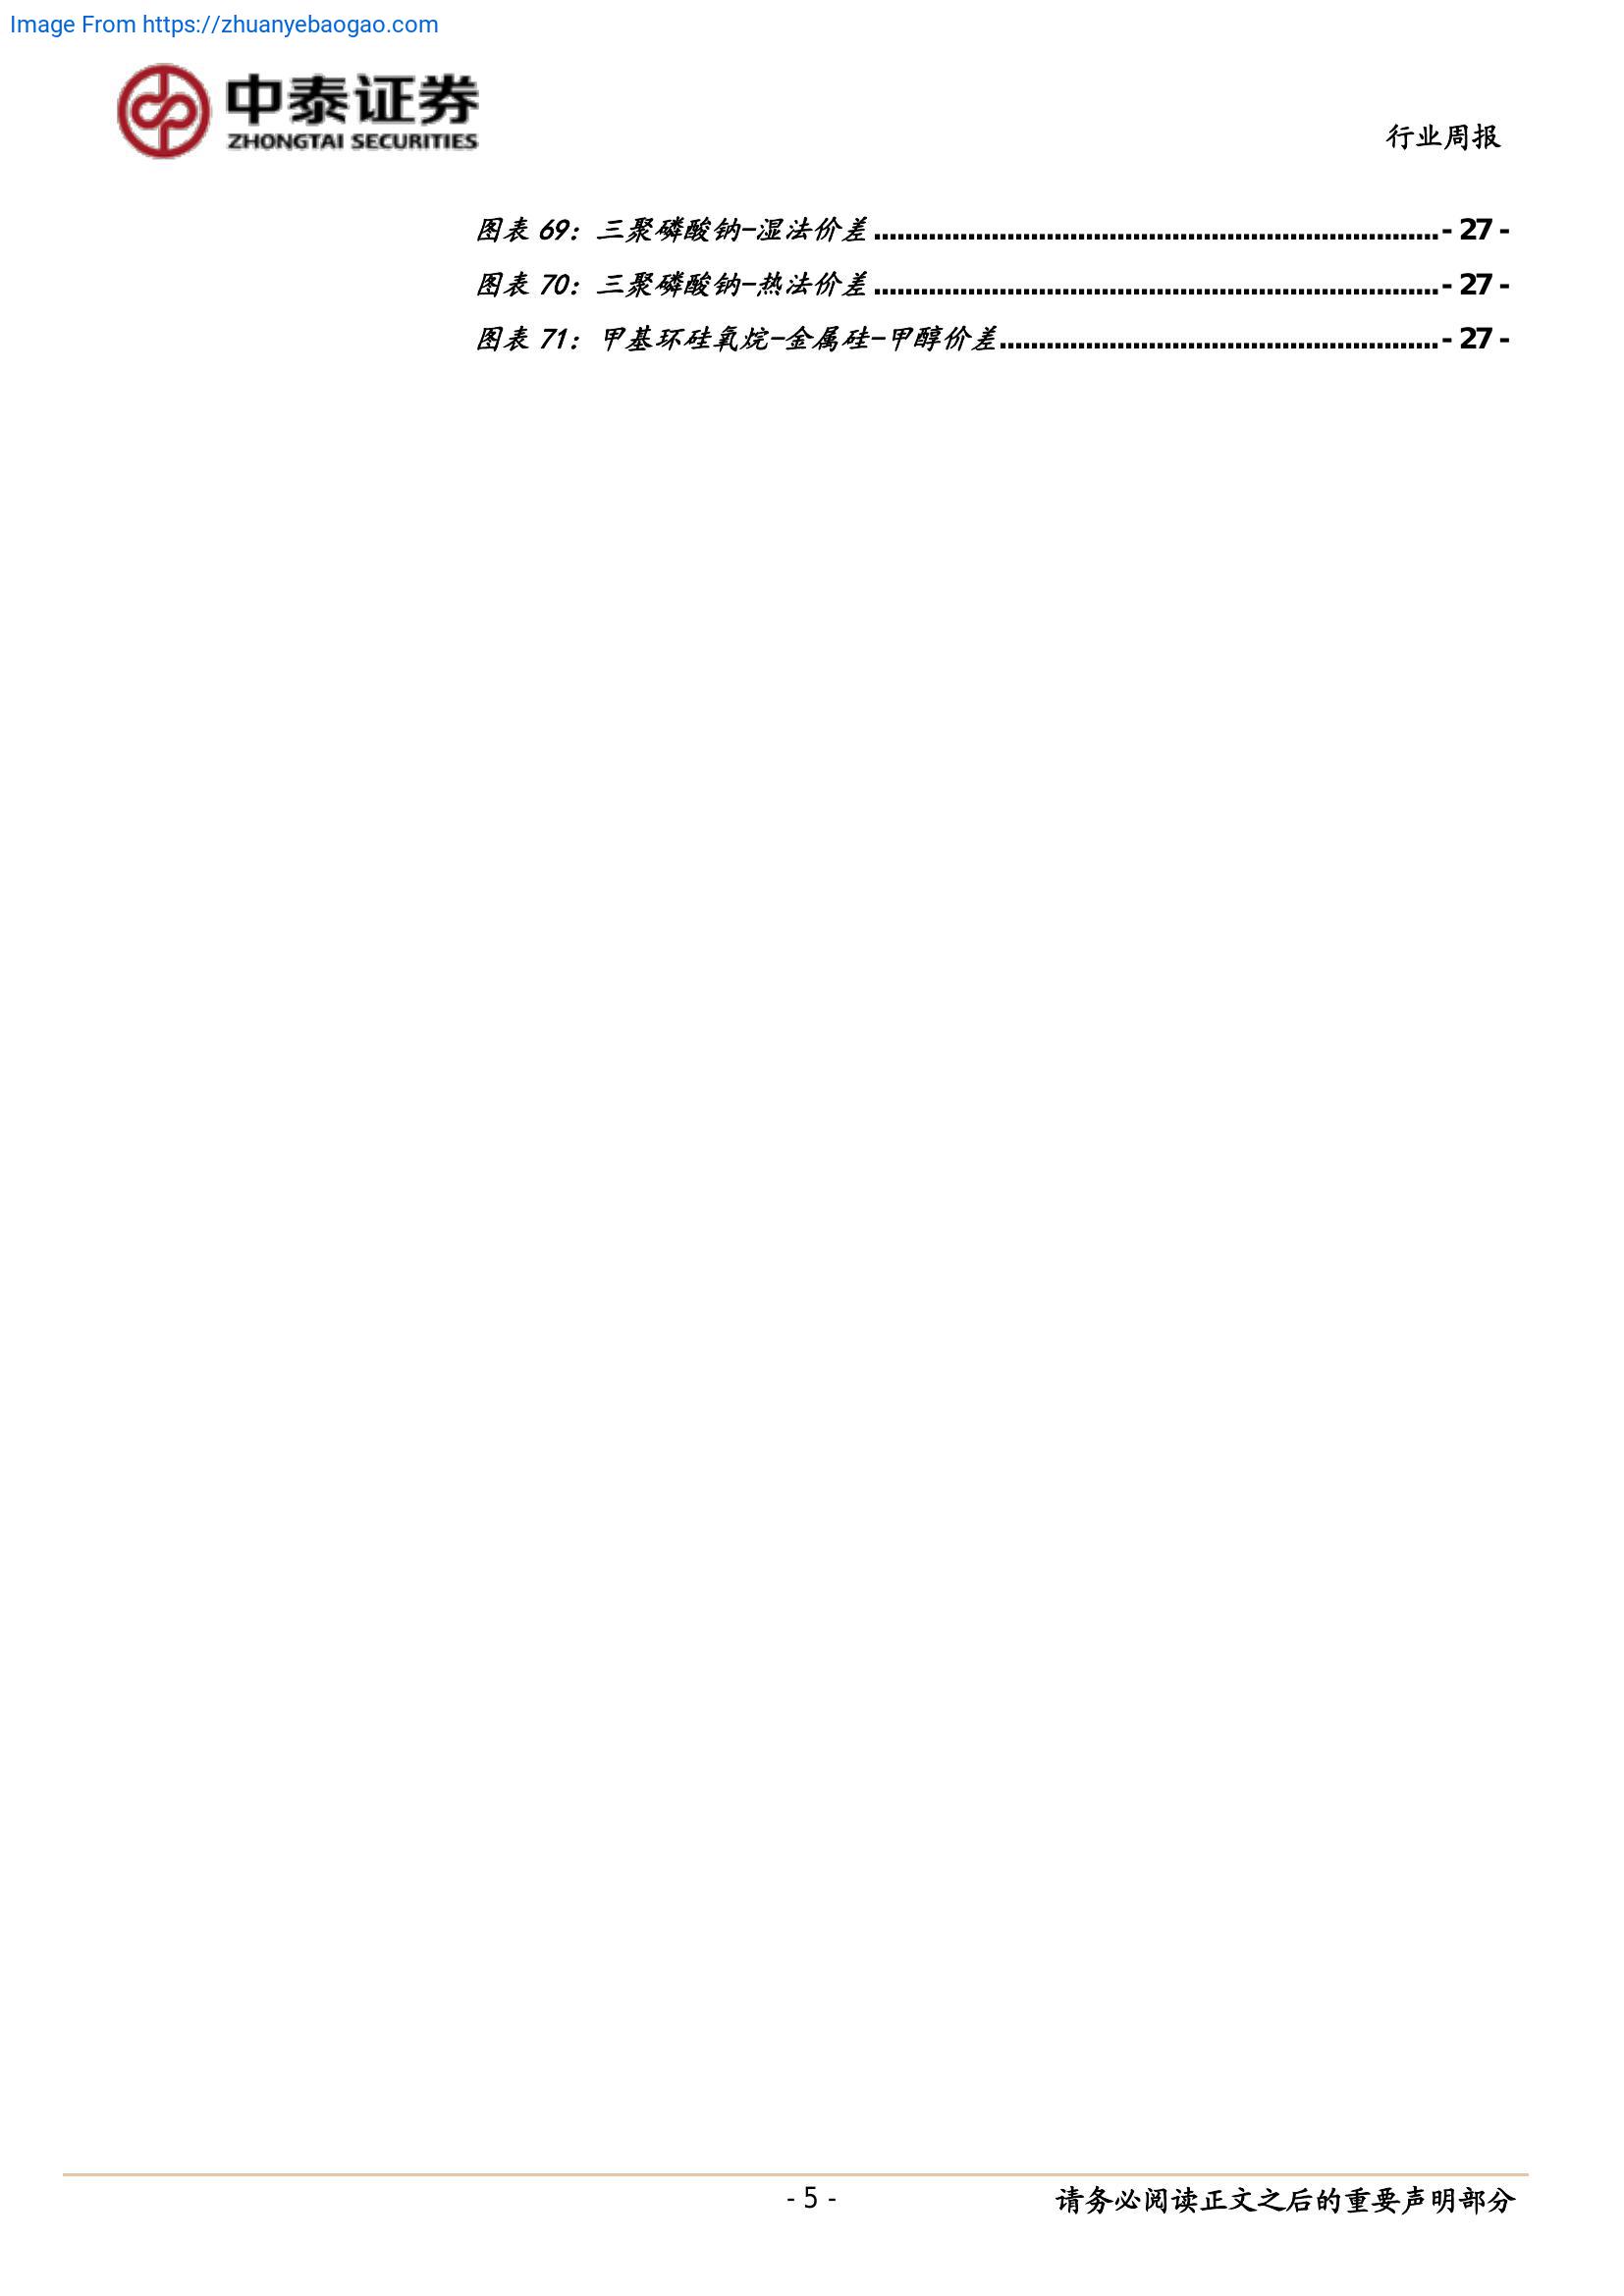 Image From https://zhuanyebaogao.com
中泰证券
ZHONGTAI SECURITIES
行业周报
图表 69：三聚磷酸钠-湿法价差........................................................................- 27 -
图表 70：三聚磷酸钠-热法价差........................................................................- 27 -
图表 71：甲基环硅氧烷-金属硅-甲醇价差........................................................- 27 -
- 5 -
请务必阅读正文之后的重要声明部分